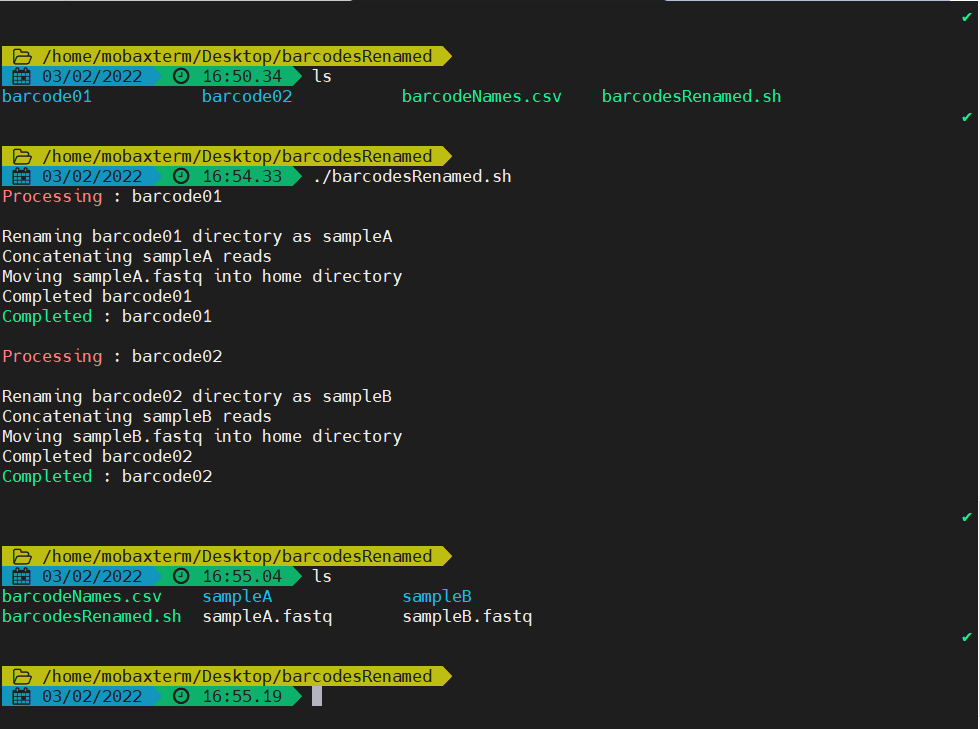 /home/mobaxterm/Desktop/barcodesRenamed
03/02/2022 16:50.34 ls
barcode01 barcode02 barcodeNames.csv barcodesRenamed.sh
/home/mobaxterm/Desktop/barcodesRenamed
03/02/2022 16:54.33 ./barcodesRenamed.sh
Processing : barcode01
Renaming barcode01 directory as sampleA
Concatenating sampleA reads
Moving sampleA.fastq into home directory
Completed barcode01
Completed : barcode01
Processing : barcode02
Renaming barcode02 directory as sampleB
Concatenating sampleB reads
Moving sampleB.fastq into home directory
Completed barcode02
Completed : barcode02
/home/mobaxterm/Desktop/barcodesRenamed
03/02/2022 16:55.04 ls
barcodeNames.csv sampleA sampleB
barcodesRenamed.sh sampleA.fastq sampleB.fastq
/home/mobaxterm/Desktop/barcodesRenamed
03/02/2022 16:55.19